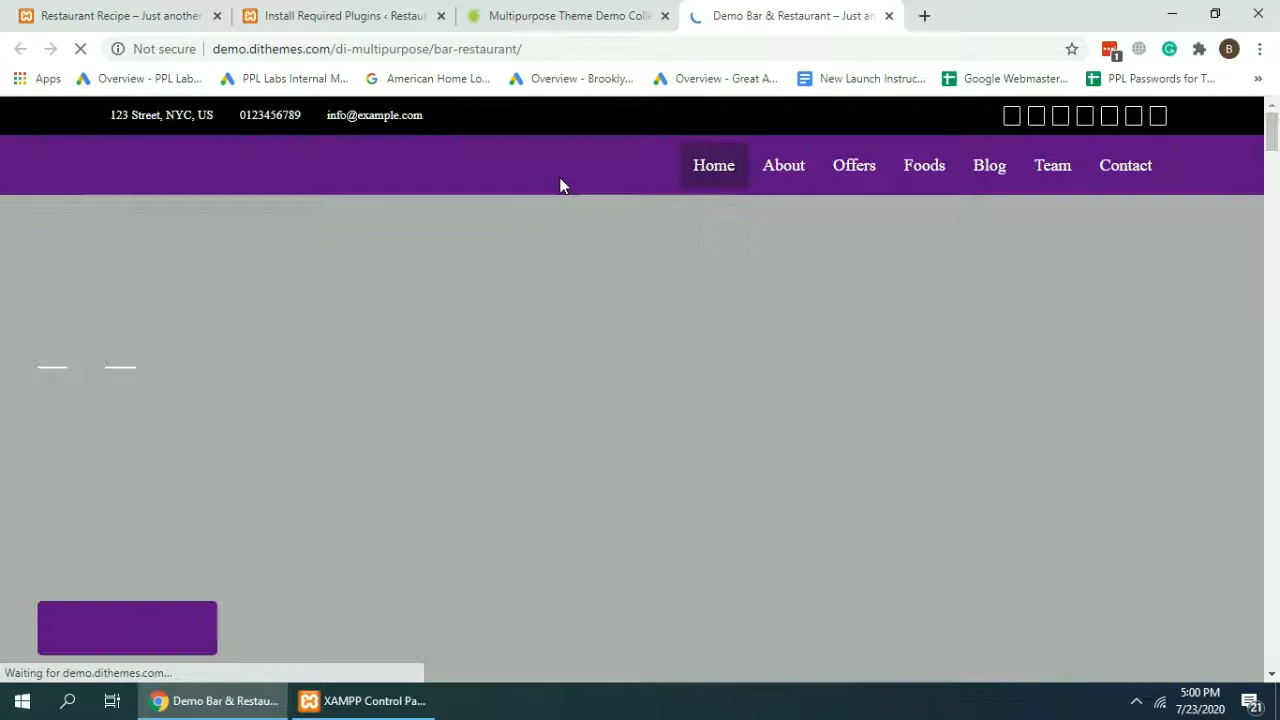 Restaurant Recipe – Just another
Install Required Plugins ‹ Restau
Multipurpose Theme Demo Colle
Demo Bar & Restaurant – Just an
B
Not secure
demo.dithemes.com/di-multipurpose/bar-restaurant/
1
Apps
Overview - PPL Lab...
PPL Labs Internal M...
American Home Lo...
Overview - Brookly...
Overview - Great A...
New Launch Instruc...
Google Webmaster...
PPL Passwords for T...
123 Street, NYC, US
0123456789
info@example.com
Home
About
Offers
Foods
Blog
Team
Contact
Waiting for demo.dithemes.com...
Demo Bar & Restau...
XAMPP Control Pa...
5:00 PM
7/23/2020
21